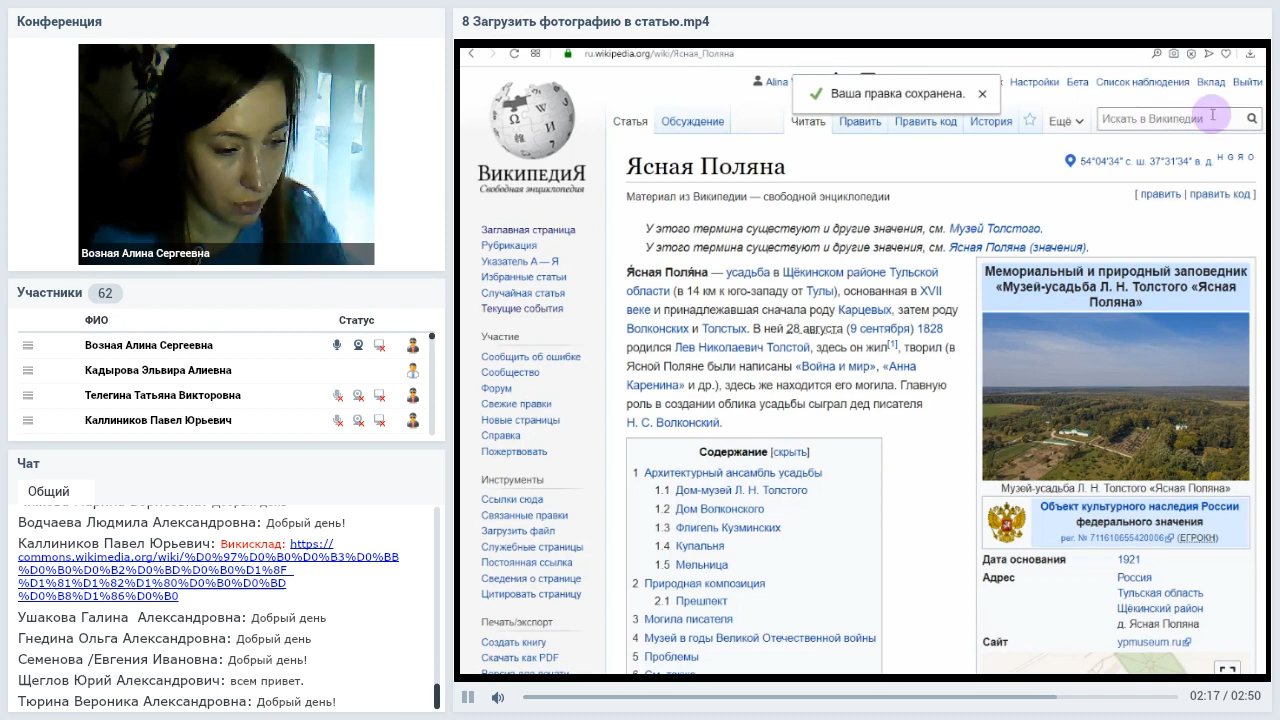 Конференция
Возная Алина Сергеевна
Участники 62
ФИО Статус
Возная Алина Сергеевна
Кадырова Эльвира Алиевна
Телегина Татьяна Викторовна
Каллиников Павел Юрьевич
Чат
Общий
Водчаева Людмила Александровна: Добрый день!
Каллиников Павел Юрьевич: Викисклад: https://
commons.wikimedia.org/wiki/%D0%97%D0%B0%D0%B3%D0%BB
%D0%B0%D0%B2%D0%BD%D0%B0%D1%8F_
%D1%81%D1%82%D1%80%D0%B0%D0%BD
%D0%B8%D1%86%D0%B0
Ушакова Галина Александровна: Добрый день
Гнедина Ольга Александровна: Добрый день
Семенова /Евгения Ивановна: Добрый день!
Щеглов Юрий Александрович: всем привет.
Тюрина Вероника Александровна: Добрый день!
8 Загрузить фотографию в статью.mp4
ru.wikipedia.org/wiki/Ясная_Поляна
Alina
Настройки Бета Список наблюдения Вклад Выйти
Ваша правка сохранена.
Статья Обсуждение Читать Править Править код История Ещё Искать в Википедии
ВикипедиЯ
Свободная энциклопедия
Заглавная страница
Рубрикация
Указатель А — Я
Избранные статьи
Случайная статья
Текущие события
Участие
Сообщить об ошибке
Сообщество
Форум
Свежие правки
Новые страницы
Справка
Пожертвовать
Инструменты
Ссылки сюда
Связанные правки
Загрузить файл
Служебные страницы
Постоянная ссылка
Сведения о странице
Цитировать страницу
Печать/экспорт
Создать книгу
Скачать как PDF
Ясная Поляна
54°04′34″ с. ш. 37°31′34″ в. д. H G Я O
Материал из Википедии — свободной энциклопедии
[ править | править код ]
У этого термина существуют и другие значения, см. Музей Толстого.
У этого термина существуют и другие значения, см. Ясная Поляна (значения).
Я́сная Поля́на — усадьба в Щёкинском районе Тульской
области (в 14 км к юго-западу от Тулы), основанная в XVII
веке и принадлежавшая сначала роду Карцевых, затем роду
Волконских и Толстых. В ней 28 августа (9 сентября) 1828
родился Лев Николаевич Толстой, здесь он жил[1], творил (в
Ясной Поляне были написаны «Война и мир», «Анна
Каренина» и др.), здесь же находится его могила. Главную
роль в создании облика усадьбы сыграл дед писателя
Н. С. Волконский.
Содержание [скрыть]
1 Архитектурный ансамбль усадьбы
1.1 Дом-музей Л. Н. Толстого
1.2 Дом Волконского
1.3 Флигель Кузминских
1.4 Купальня
1.5 Мельница
2 Природная композиция
2.1 Прешпект
3 Могила писателя
4 Музей в годы Великой Отечественной войны
5 Проблемы
Мемориальный и природный заповедник
«Музей-усадьба Л. Н. Толстого «Ясная
Поляна»
Музей-усадьба Л. Н. Толстого «Ясная Поляна»
Объект культурного наследия России
федерального значения
рег. № 711610655420006 (ЕГРОКН)
Дата основания 1921
Адрес Россия
Тульская область
Щёкинский район
д. Ясная Поляна
Сайт ypmuseum.ru
02:17 / 02:50